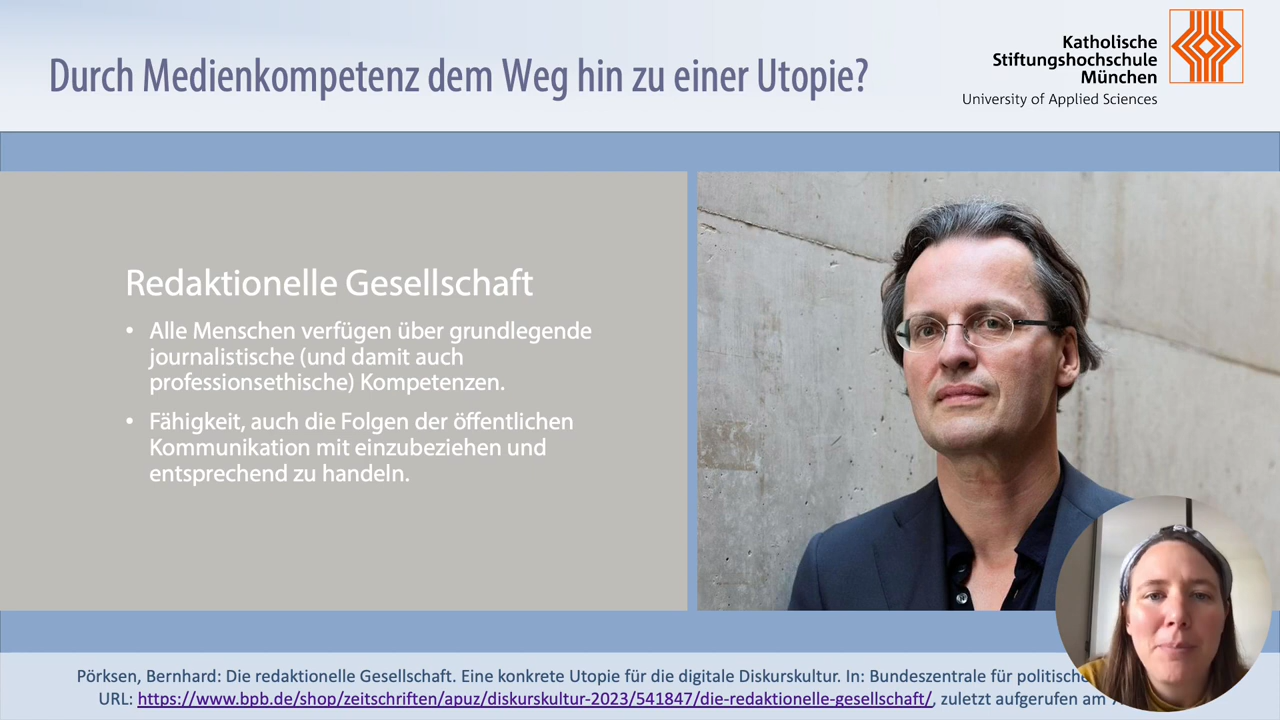 Durch Medienkompetenz dem Weg hin zu einer Utopie?
Katholische
Stiftungshochschule
München
University of Applied Sciences
Redaktionelle Gesellschaft
• Alle Menschen verfügen über grundlegende
journalistische (und damit auch
professionsethische) Kompetenzen.
• Fähigkeit, auch die Folgen der öffentlichen
Kommunikation mit einzubeziehen und
entsprechend zu handeln.
Pörksen, Bernhard: Die redaktionelle Gesellschaft. Eine konkrete Utopie für die digitale Diskurskultur. In: Bundeszentrale für politische
URL: https://www.bpb.de/shop/zeitschriften/apuz/diskurskultur-2023/541847/die-redaktionelle-gesellschaft/, zuletzt aufgerufen am